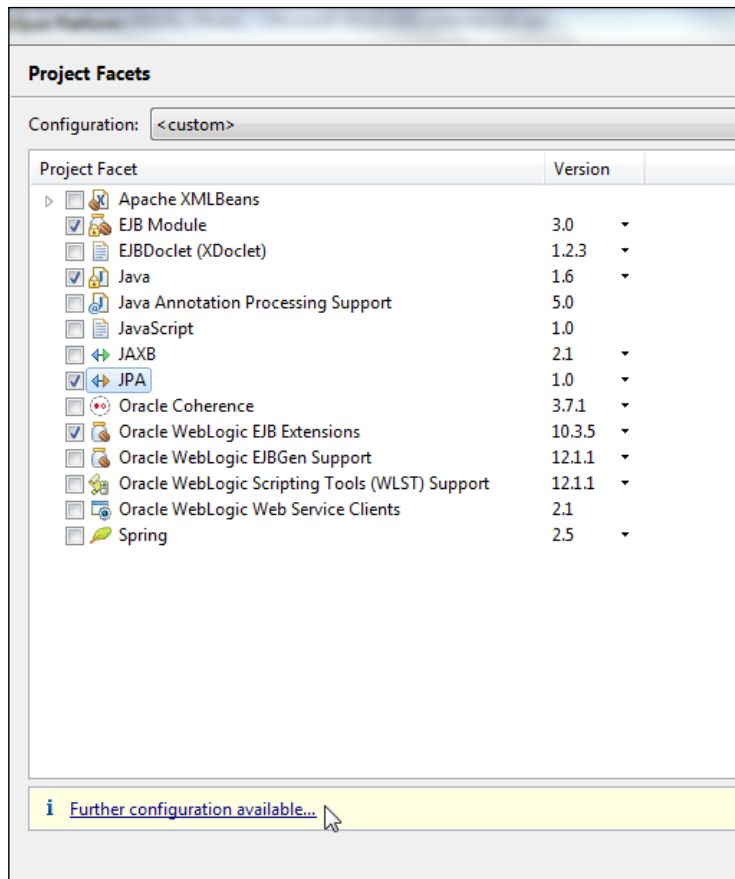 Project Facets
Configuration: <custom>
Project Facet Version
Apache XMLBeans
EJB Module 3.0
EJBDoclet (XDoclet) 1.2.3
Java 1.6
Java Annotation Processing Support 5.0
JavaScript 1.0
JAXB 2.1
JPA 1.0
Oracle Coherence 3.7.1
Oracle WebLogic EJB Extensions 10.3.5
Oracle WebLogic EJBGen Support 12.1.1
Oracle WebLogic Scripting Tools (WLST) Support 12.1.1
Oracle WebLogic Web Service Clients 2.1
Spring 2.5
i Further configuration available...